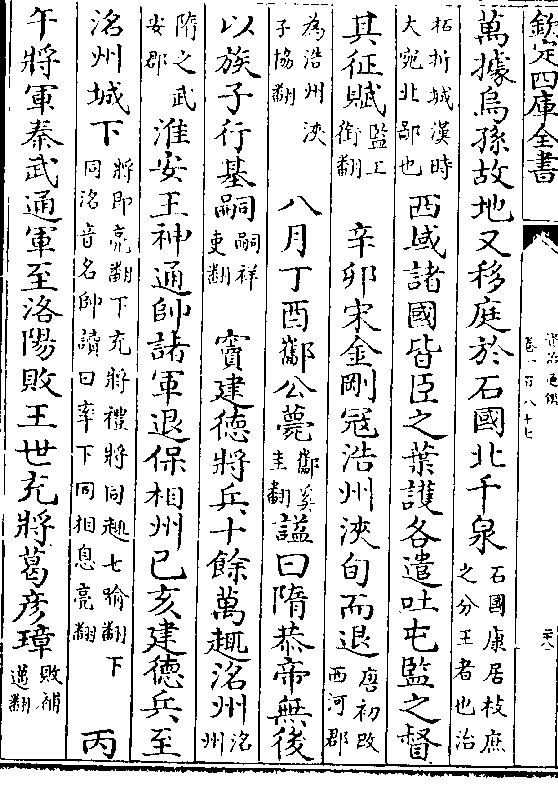 欽定四庫全書
資治通鑑
卷一百八十七
二十八
萬據烏孫故地又移庭於石國北千泉石國康居枝庶之分王者也治
柘折城漢時大宛北鄙也西域諸國皆臣之葉護各遣吐屯監之督
其征賦監工銜翻辛卯宋金剛冦浩州浹旬而退唐初改西河郡
為浩州浹子協翻八月丁酉酅公薨酅奚圭翻謚曰隋恭帝無後
以族子行基嗣嗣祥吏翻竇建德將兵十餘萬趣洺州洺州
隋之武安郡淮安王神通帥諸軍退保相州己亥建德兵至
洺州城下將即亮翻下充將禮將同趣七喻翻下同洺音名帥讀曰率下同相息亮翻丙
午將軍秦武通軍至洛陽敗王世充將葛彦璋敗補邁翻